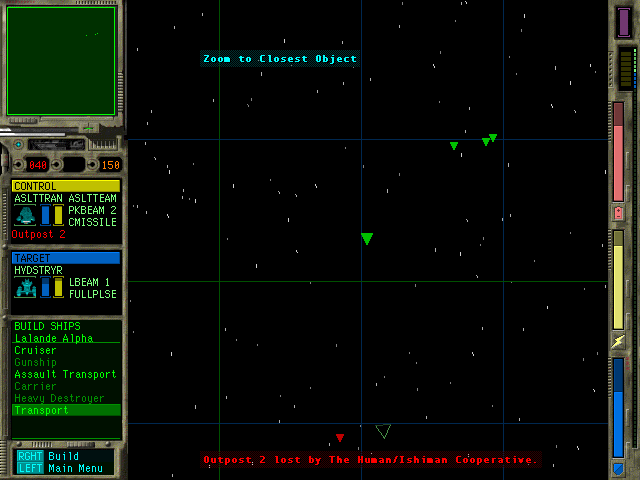 Zoom to Closest Object
040
150
CONTROL
ASLTTRAN ASLTTEAM
PKBEAM 2
CMISSILE
Outpost 2
TARGET
HVDSTRYR
LBEAM 1
FULLPLSE
BUILD SHIPS
Lalande Alpha
Cruiser
Gunship
Assault Transport
Carrier
Heavy Destroyer
Transport
RGHT Build
LEFT Main Menu
Outpost 2 lost by The Human/Ishiman Cooperative.